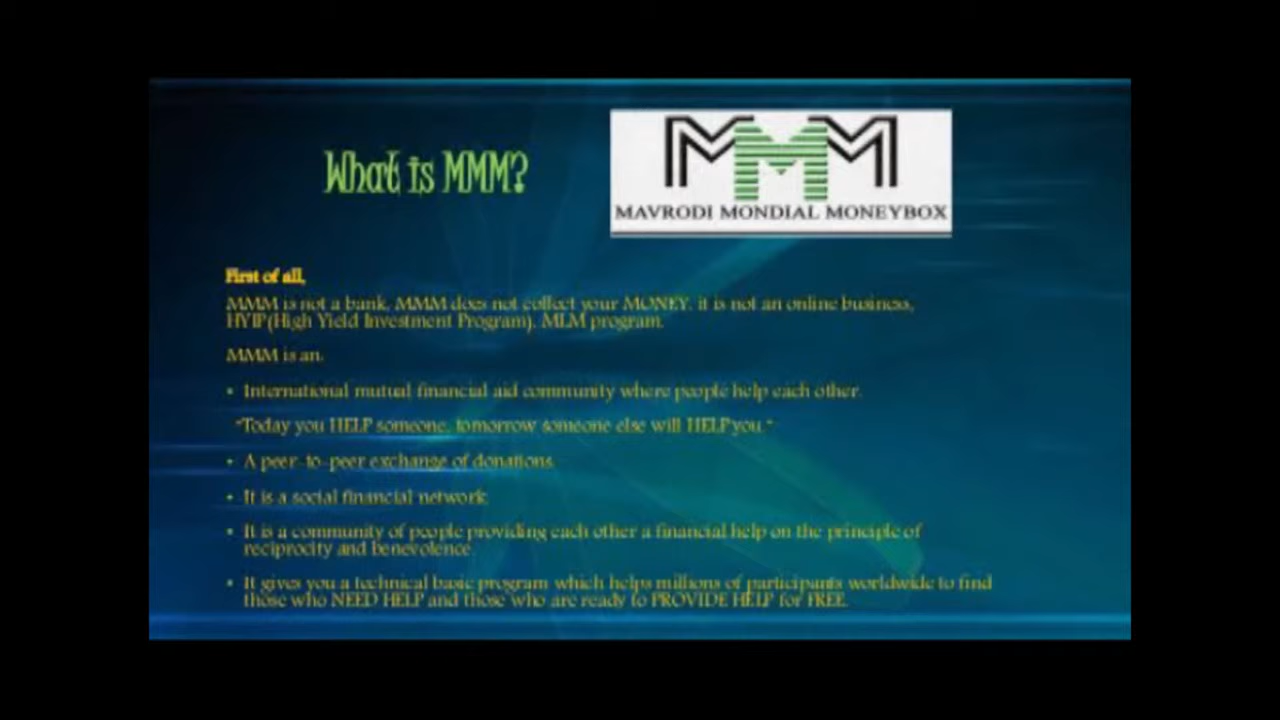 What is MMM?
MMM
MAVRODI MONDIAL MONEYBOX
First of all,
MMM is not a bank, MMM does not collect your MONEY, it is not an online business,
HYIP(High Yield Investment Program), MLM program.
MMM is an,
• International mutual financial aid community where people help each other.
"Today you HELP someone, tomorrow someone else will HELP you."
• A peer-to-peer exchange of donations.
• It is a social financial network.
• It is a community of people providing each other a financial help on the principle of
reciprocity and benevolence.
• It gives you a technical basic program which helps millions of participants worldwide to find
those who NEED HELP and those who are ready to PROVIDE HELP for FREE.